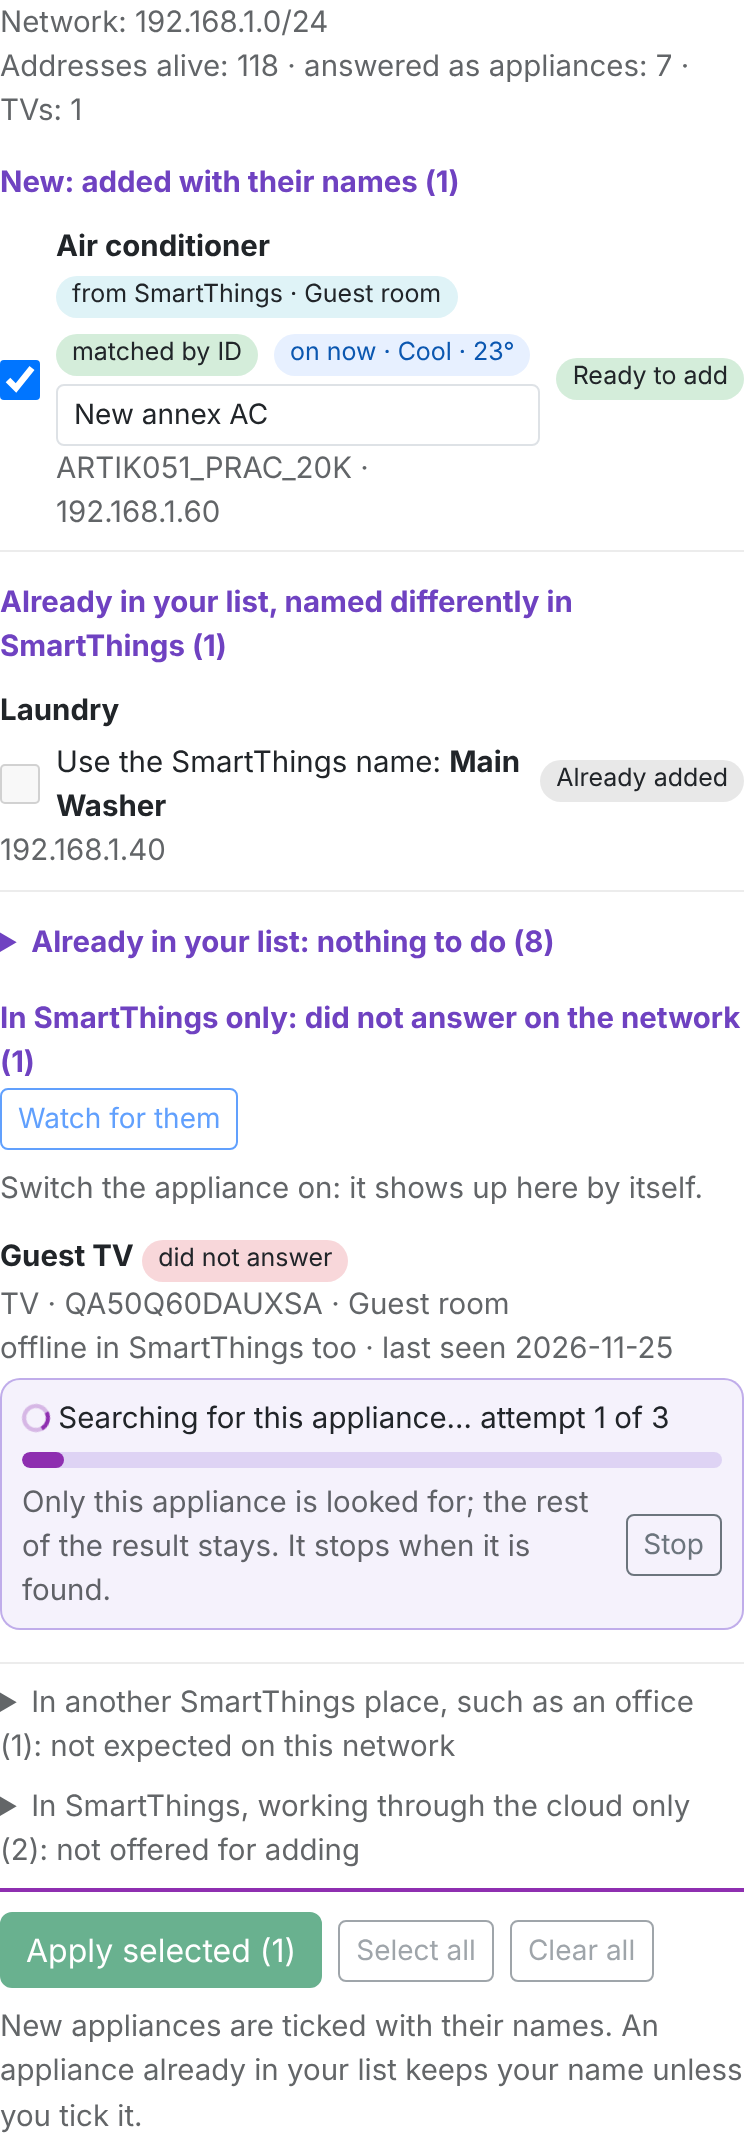 Network: 192.168.1.0/24
Addresses alive: 118 · answered as appliances: 7 ·
TVs: 1
New: added with their names (1)
Air conditioner
from SmartThings · Guest room
matched by ID
on now · Cool · 23°
Ready to add
New annex AC
ARTIK051_PRAC_20K ·
192.168.1.60
Already in your list, named differently in
SmartThings (1)
Laundry
Use the SmartThings name: Main
Washer
Already added
192.168.1.40
Already in your list: nothing to do (8)
In SmartThings only: did not answer on the network
(1)
Watch for them
Switch the appliance on: it shows up here by itself.
Guest TV did not answer
TV · QA50Q60DAUXSA · Guest room
offline in SmartThings too · last seen 2026-11-25
Searching for this appliance... attempt 1 of 3
Only this appliance is looked for; the rest
of the result stays. It stops when it is
found.
Stop
In another SmartThings place, such as an office
(1): not expected on this network
In SmartThings, working through the cloud only
(2): not offered for adding
Apply selected (1)
Select all
Clear all
New appliances are ticked with their names. An
appliance already in your list keeps your name unless
you tick it.